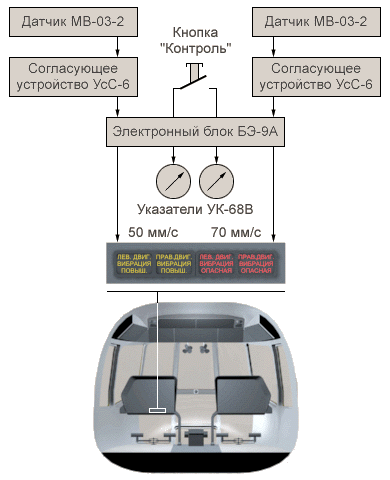 Датчик МВ-03-2
Датчик МВ-03-2
Кнопка
"Контроль"
Согласующее
устройство УсС-6
Согласующее
устройство УсС-6
Электронный блок БЭ-9А
Указатели УК-68В
50 мм/с
70 мм/с
ЛЕВ. ДВИГ.
ВИБРАЦИЯ
ПОВЫШ.
ПРАВ.ДВИГ.
ВИБРАЦИЯ
ПОВЫШ.
ЛЕВ. ДВИГ.
ВИБРАЦИЯ
ОПАСНАЯ
ПРАВ.ДВИГ.
ВИБРАЦИЯ
ОПАСНАЯ